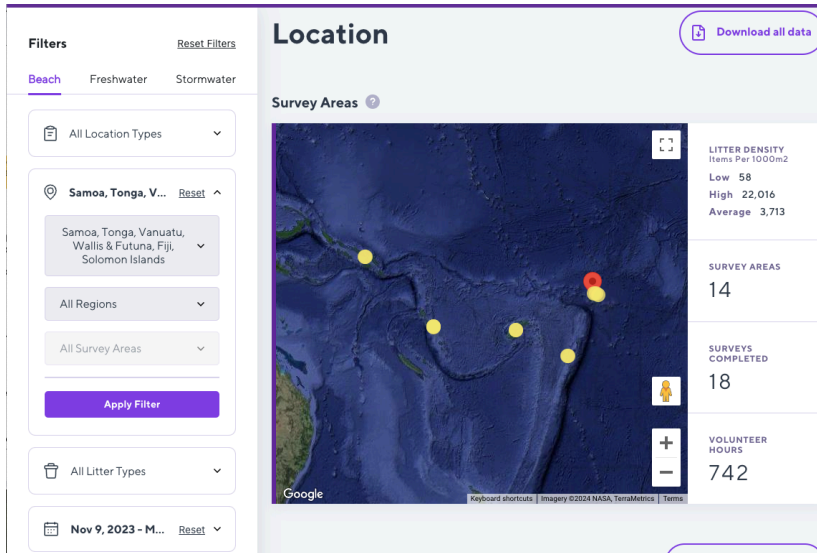 Filters
Reset Filters
Beach
Freshwater
Stormwater
All Location Types
Samoa, Tonga, V...
Reset
Samoa, Tonga, Vanuatu,
Wallis & Futuna, Fiji,
Solomon Islands
All Regions
All Survey Areas
Apply Filter
All Litter Types
Nov 9, 2023 - M...
Reset
Location
Download all data
Survey Areas ?
Google
Keyboard shortcuts
Imagery ©2024 NASA, TerraMetrics
Terms
LITTER DENSITY
Items Per 1000m2
Low 58
High 22,016
Average 3,713
SURVEY AREAS
14
SURVEYS
COMPLETED
18
VOLUNTEER
HOURS
742